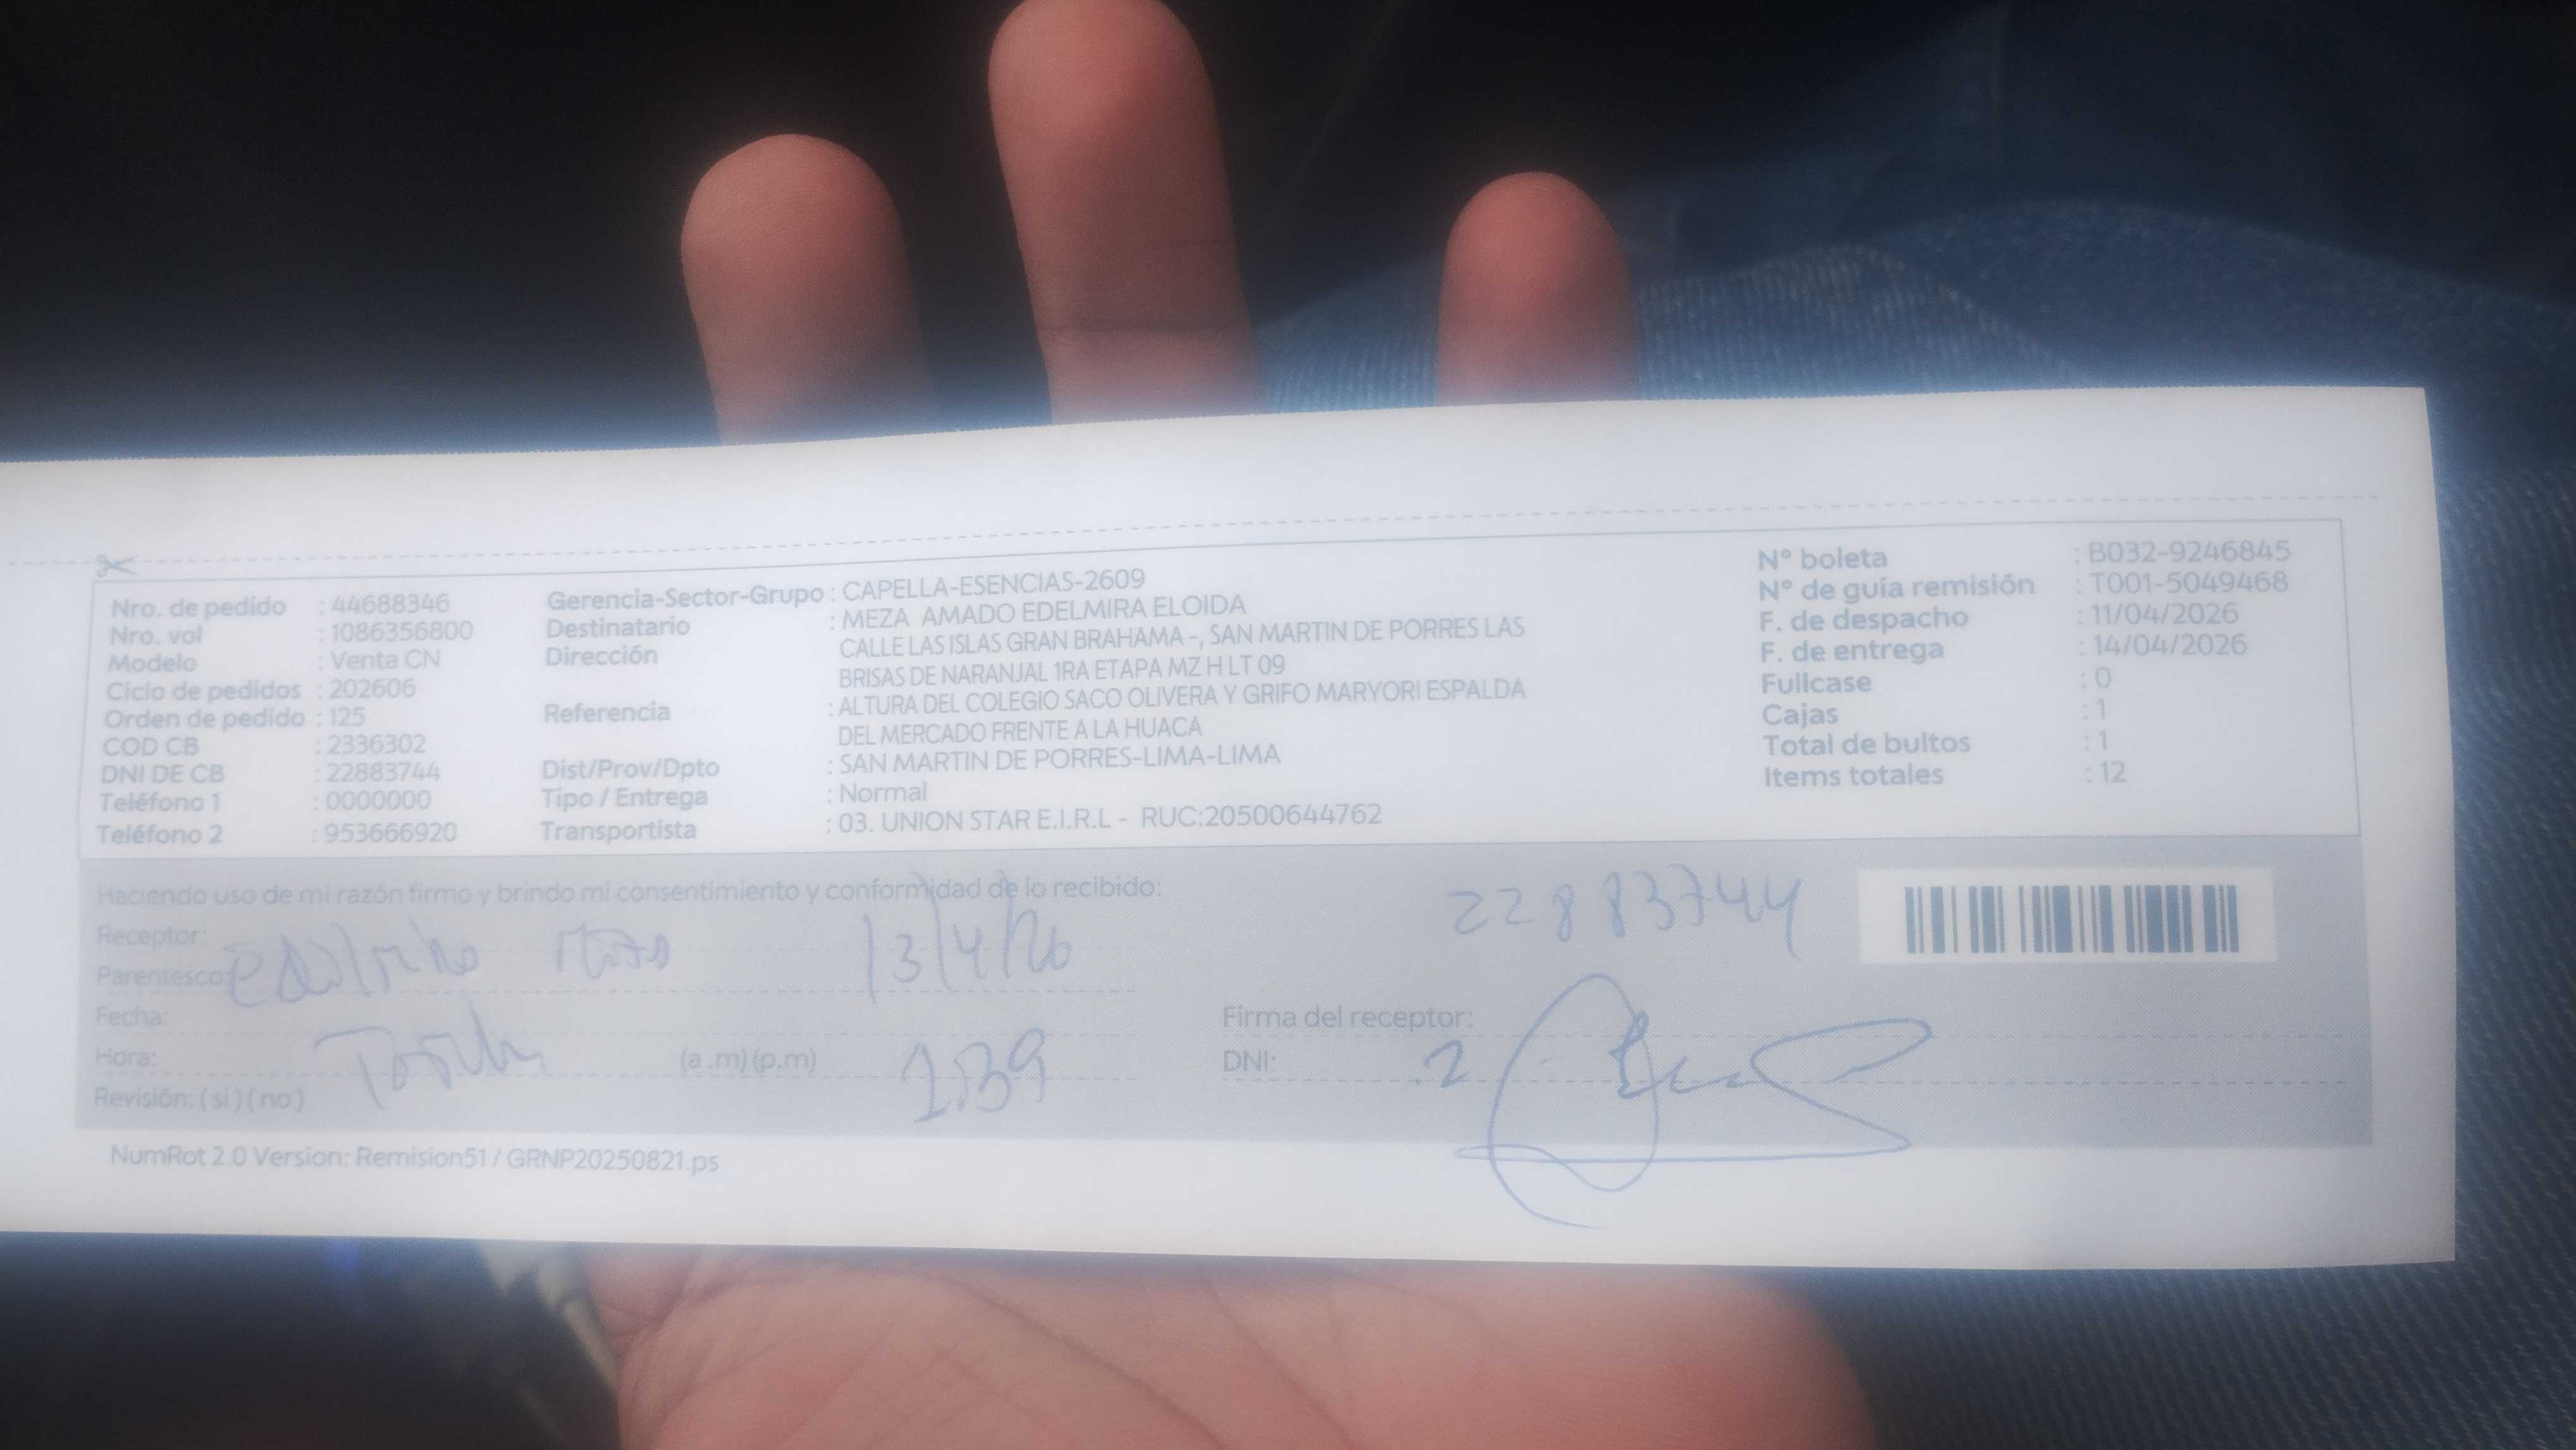 Nro. de pedido : 44688346
Nro. vol : 1086356800
Modelo : Venta CN
Ciclo de pedidos : 202606
Orden de pedido : 125
COD CB : 2336302
DNI DE CB : 22883744
Teléfono 1 : 0000000
Teléfono 2 : 953666920
Gerencia-Sector-Grupo : CAPELLA-ESENCIAS-2609
Destinatario : MEZA AMADO EDELMIRA ELOIDA
Dirección CALLE LAS ISLAS GRAN BRAHAMA -, SAN MARTIN DE PORRES LAS
BRISAS DE NARANJAL 1RA ETAPA MZ H LT 09
Referencia : ALTURA DEL COLEGIO SACO OLIVERA Y GRIFO MARYORI ESPALDA
DEL MERCADO FRENTE A LA HUACA
Dist/Prov/Dpto : SAN MARTIN DE PORRES-LIMA-LIMA
Tipo / Entrega : Normal
Transportista : 03. UNION STAR E.I.R.L - RUC:20500644762
N° boleta : B032-9246845
N° de guía remisión : T001-5049468
F. de despacho : 11/04/2026
F. de entrega : 14/04/2026
Fullcase : 0
Cajas : 1
Total de bultos : 1
Items totales : 12
Haciendo uso de mi razón firmo y brindo mi consentimiento y conformidad de lo recibido:
22883744
Receptor:
Parentesco: 13/4/26
Fecha:
Firma del receptor:
Hora: (a .m) (p.m) 1:39
DNI: 2
Revisión: ( si ) ( no )
NumRot 2.0 Version: Remision51 / GRNP20250821.ps